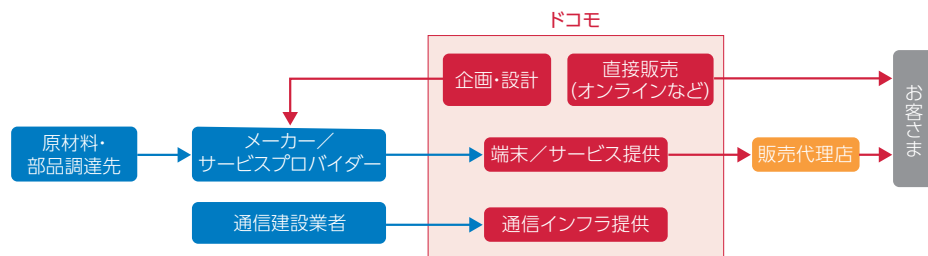 ドコモ
企画・設計
直接販売
(オンラインなど)
お客さま
原材料・
部品調達先
メーカー／
サービスプロバイダー
端末／サービス提供
販売代理店
通信建設業者
通信インフラ提供